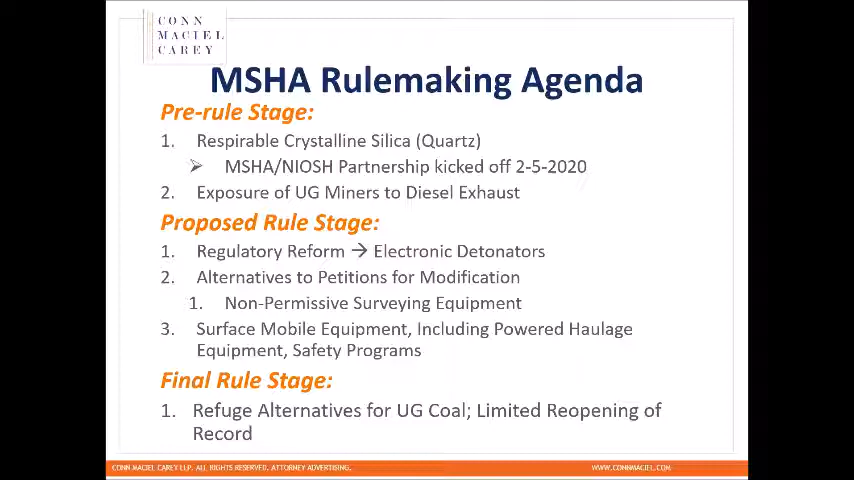 CONN
MACIEL
CAREY
MSHA Rulemaking Agenda
Pre-rule Stage:
1. Respirable Crystalline Silica (Quartz)
➢ MSHA/NIOSH Partnership kicked off 2-5-2020
2. Exposure of UG Miners to Diesel Exhaust
Proposed Rule Stage:
1. Regulatory Reform → Electronic Detonators
2. Alternatives to Petitions for Modification
1. Non-Permissive Surveying Equipment
3. Surface Mobile Equipment, Including Powered Haulage
Equipment, Safety Programs
Final Rule Stage:
1. Refuge Alternatives for UG Coal; Limited Reopening of
Record
CONN MACIEL CAREY LLP. ALL RIGHTS RESERVED. ATTORNEY ADVERTISING.
WWW.CONNMACIEL.COM